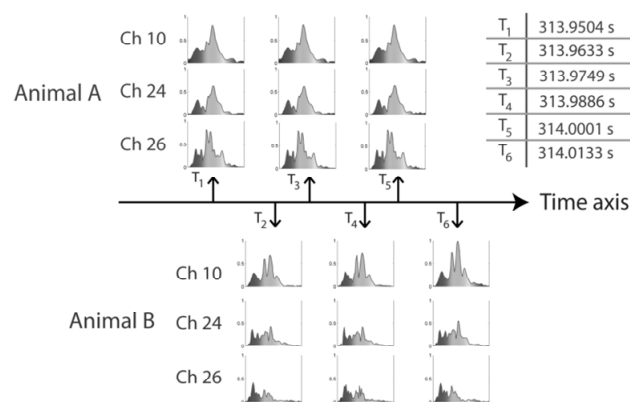 Animal A
Ch 10
Ch 24
Ch 26
T1 313.9504 s
T2 313.9633 s
T3 313.9749 s
T4 313.9886 s
T5 314.0001 s
T6 314.0133 s
T1 T3 T5
Time axis
T2 T4 T6
Animal B
Ch 10
Ch 24
Ch 26